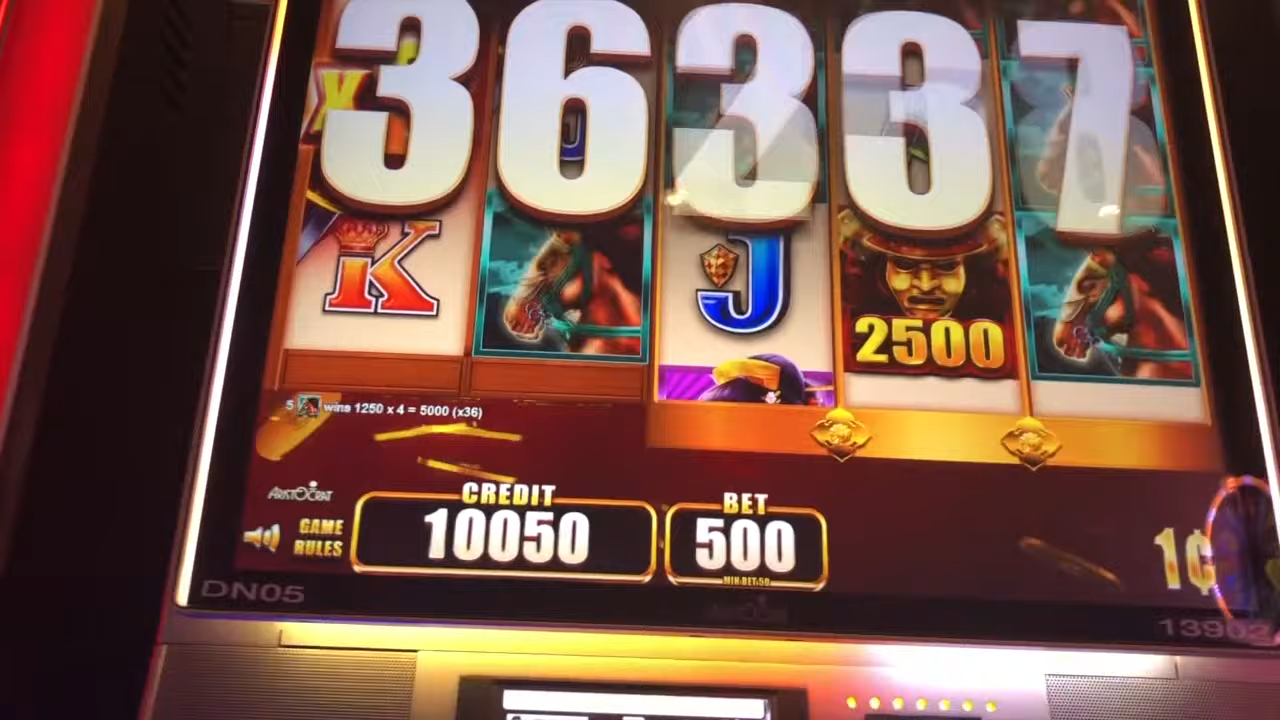 36337
X
J
K
J
2500
5 wins 1250 x 4 = 5000 (x36)
ARISTOCRAT
GAME
RULES
CREDIT
10050
BET
500
MIN BET 50
1¢
DN05
13902